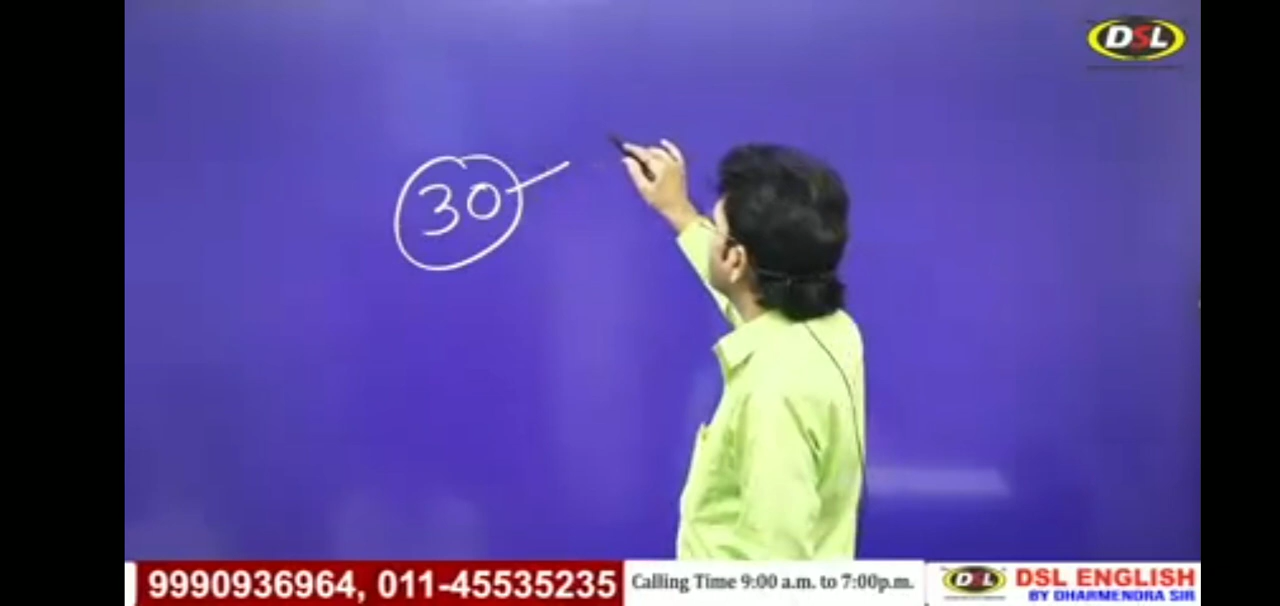 DSL
30
9990936964, 011-45535235
Calling Time 9:00 a.m. to 7:00p.m.
DSL
DSL ENGLISH
BY DHARMENDRA SIR